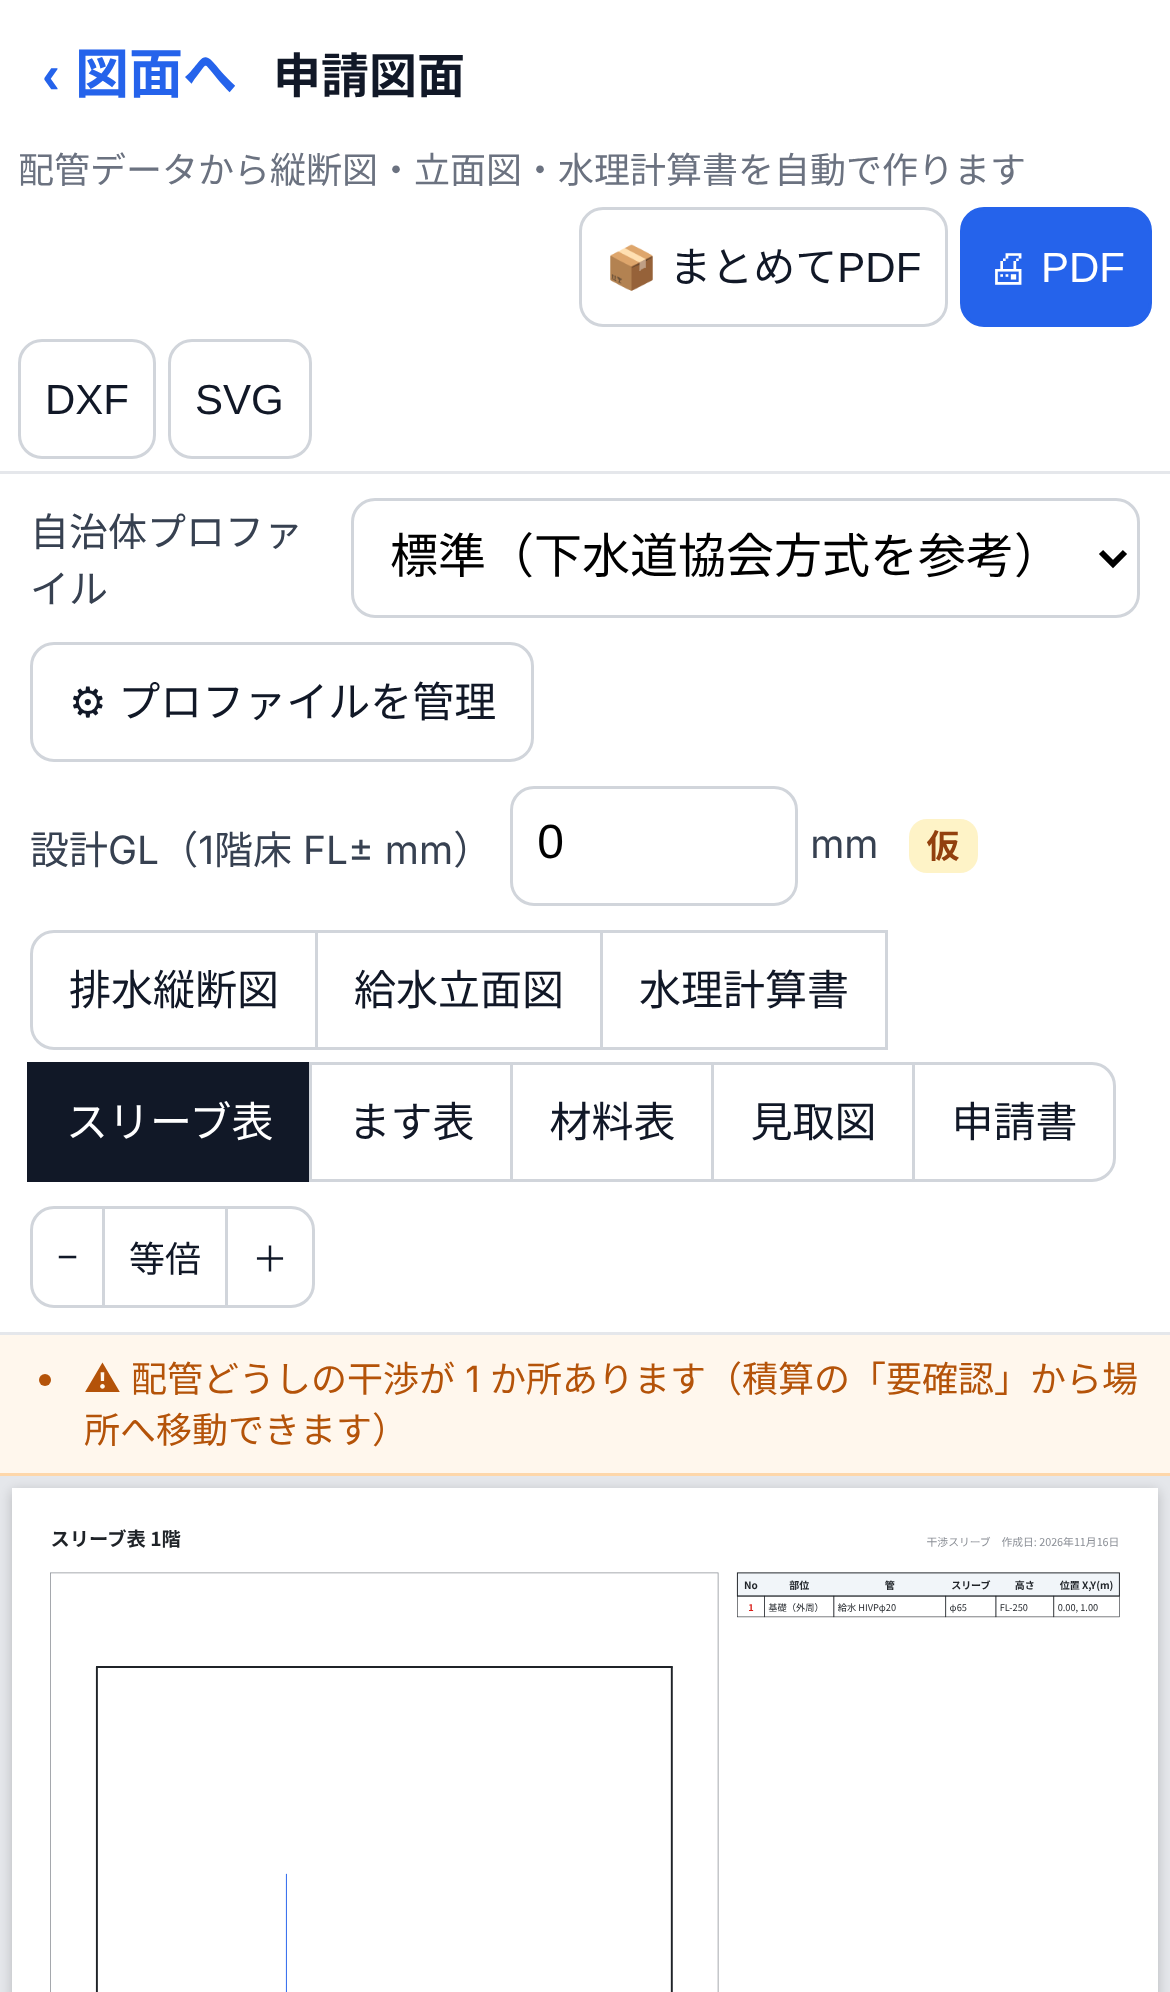 ‹ 図面へ 申請図面
配管データから縦断図・立面図・水理計算書を自動で作ります
📦 まとめてPDF 🖨 PDF
DXF SVG
自治体プロファイル 標準（下水道協会方式を参考）
⚙ プロファイルを管理
設計GL（1階床 FL± mm） 0 mm 仮
排水縦断図 給水立面図 水理計算書
スリーブ表 ます表 材料表 見取図 申請書
− 等倍 ＋
• ⚠ 配管どうしの干渉が 1 か所あります（積算の「要確認」から場
所へ移動できます）
スリーブ表 1階 干渉スリーブ 作成日: 2026年11月16日
No 部位 管 スリーブ 高さ 位置 X,Y(m)
1 基礎（外周） 給水 HIVPφ20 φ65 FL-250 0.00, 1.00